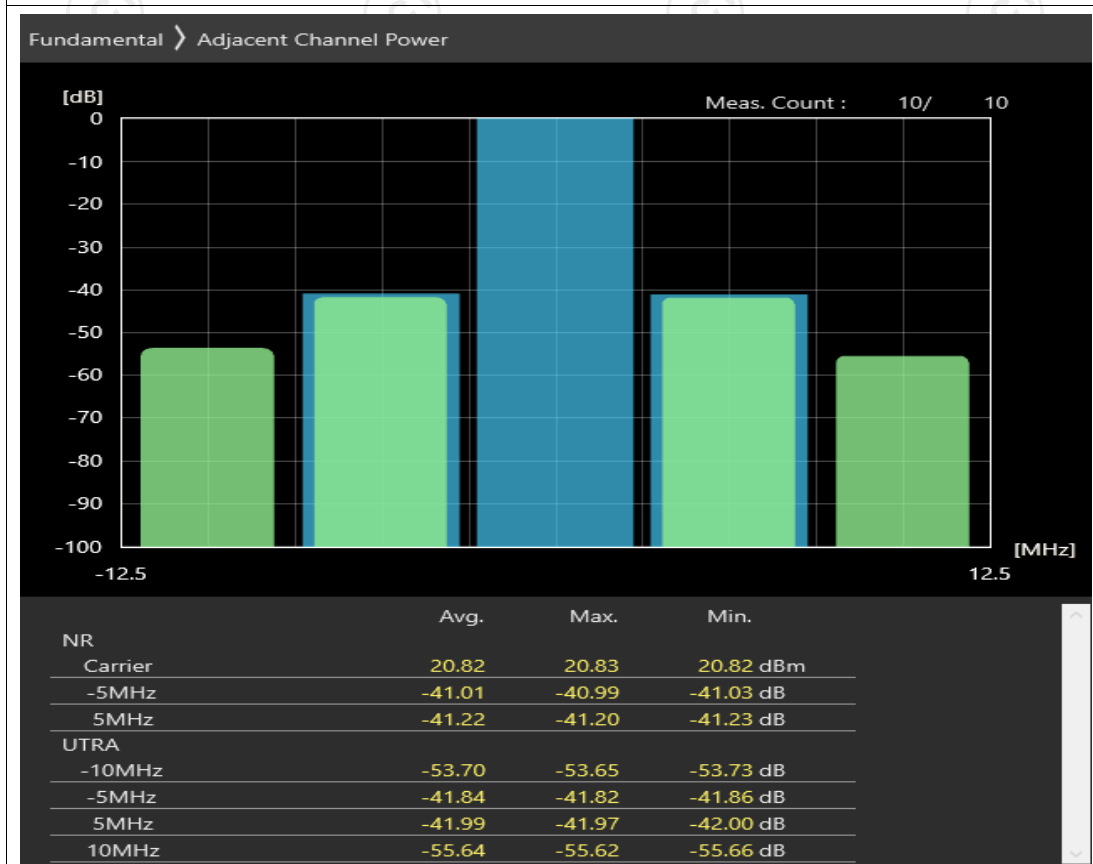 Fundamental ❯ Adjacent Channel Power
[dB]
Meas. Count : 10/ 10
0
-10
-20
-30
-40
-50
-60
-70
-80
-90
-100
[MHz]
-12.5 12.5
Avg. Max. Min.
NR
Carrier 20.82 20.83 20.82 dBm
-5MHz -41.01 -40.99 -41.03 dB
5MHz -41.22 -41.20 -41.23 dB
UTRA
-10MHz -53.70 -53.65 -53.73 dB
-5MHz -41.84 -41.82 -41.86 dB
5MHz -41.99 -41.97 -42.00 dB
10MHz -55.64 -55.62 -55.66 dB